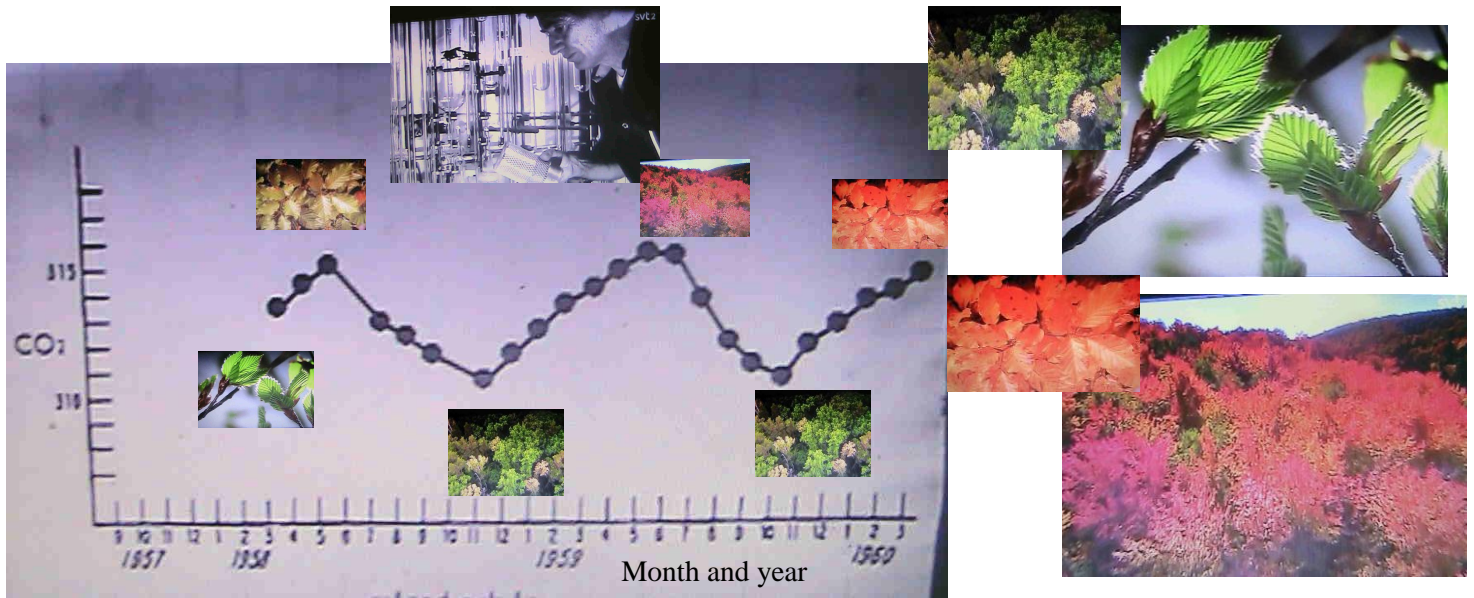 svt2
315
CO2
310
9 10 11 12 1 2 3 4 5 6 7 8 9 10 11 12 1 2 3 4 5 6 7 8 9 10 11 12 1 2 3
1957 1958 1959 1960
Month and year